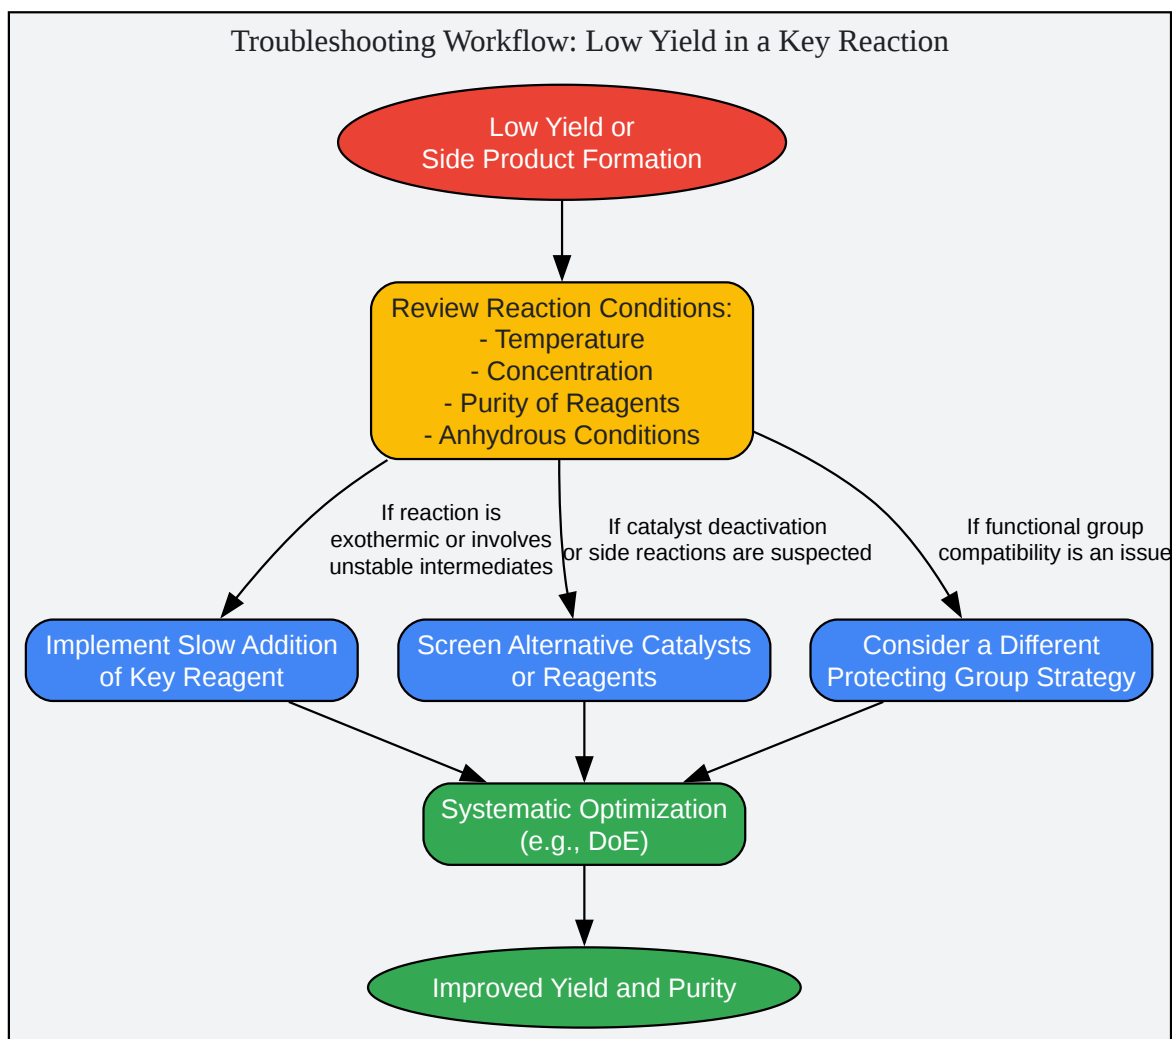 Troubleshooting Workflow: Low Yield in a Key Reaction
Low Yield or
Side Product Formation
Review Reaction Conditions:
- Temperature
- Concentration
- Purity of Reagents
- Anhydrous Conditions
If reaction is
exothermic or involves
unstable intermediates
If catalyst deactivation
or side reactions are suspected
If functional group
compatibility is an issue
Implement Slow Addition
of Key Reagent
Screen Alternative Catalysts
or Reagents
Consider a Different
Protecting Group Strategy
Systematic Optimization
(e.g., DoE)
Improved Yield and Purity